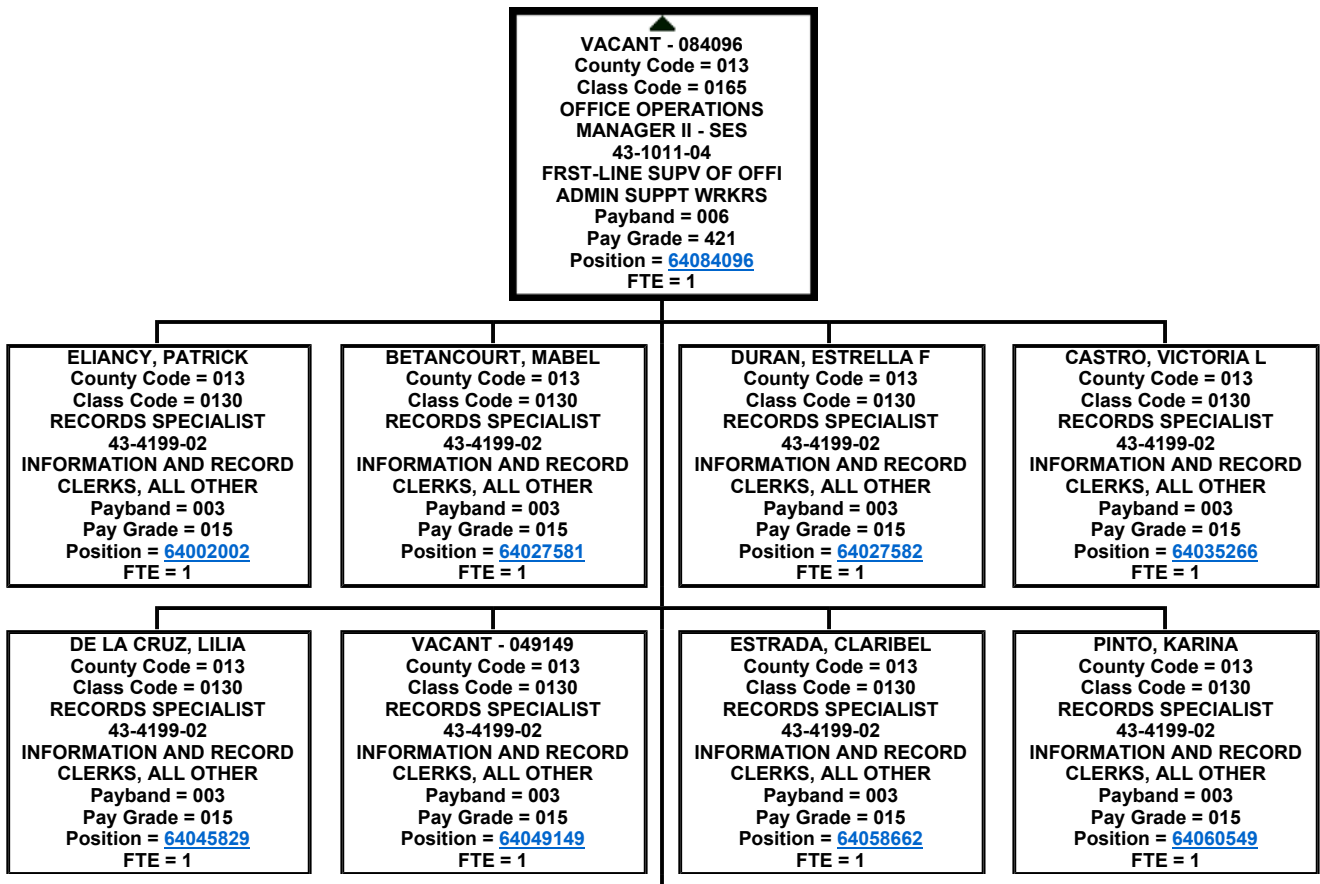 VACANT - 084096
County Code = 013
Class Code = 0165
OFFICE OPERATIONS
MANAGER II - SES
43-1011-04
FRST-LINE SUPV OF OFFI
ADMIN SUPPT WRKRS
Payband = 006
Pay Grade = 421
Position = 64084096
FTE = 1
ELIANCY, PATRICK
County Code = 013
Class Code = 0130
RECORDS SPECIALIST
43-4199-02
INFORMATION AND RECORD
CLERKS, ALL OTHER
Payband = 003
Pay Grade = 015
Position = 64002002
FTE = 1
BETANCOURT, MABEL
County Code = 013
Class Code = 0130
RECORDS SPECIALIST
43-4199-02
INFORMATION AND RECORD
CLERKS, ALL OTHER
Payband = 003
Pay Grade = 015
Position = 64027581
FTE = 1
DURAN, ESTRELLA F
County Code = 013
Class Code = 0130
RECORDS SPECIALIST
43-4199-02
INFORMATION AND RECORD
CLERKS, ALL OTHER
Payband = 003
Pay Grade = 015
Position = 64027582
FTE = 1
CASTRO, VICTORIA L
County Code = 013
Class Code = 0130
RECORDS SPECIALIST
43-4199-02
INFORMATION AND RECORD
CLERKS, ALL OTHER
Payband = 003
Pay Grade = 015
Position = 64035266
FTE = 1
DE LA CRUZ, LILIA
County Code = 013
Class Code = 0130
RECORDS SPECIALIST
43-4199-02
INFORMATION AND RECORD
CLERKS, ALL OTHER
Payband = 003
Pay Grade = 015
Position = 64045829
FTE = 1
VACANT - 049149
County Code = 013
Class Code = 0130
RECORDS SPECIALIST
43-4199-02
INFORMATION AND RECORD
CLERKS, ALL OTHER
Payband = 003
Pay Grade = 015
Position = 64049149
FTE = 1
ESTRADA, CLARIBEL
County Code = 013
Class Code = 0130
RECORDS SPECIALIST
43-4199-02
INFORMATION AND RECORD
CLERKS, ALL OTHER
Payband = 003
Pay Grade = 015
Position = 64058662
FTE = 1
PINTO, KARINA
County Code = 013
Class Code = 0130
RECORDS SPECIALIST
43-4199-02
INFORMATION AND RECORD
CLERKS, ALL OTHER
Payband = 003
Pay Grade = 015
Position = 64060549
FTE = 1